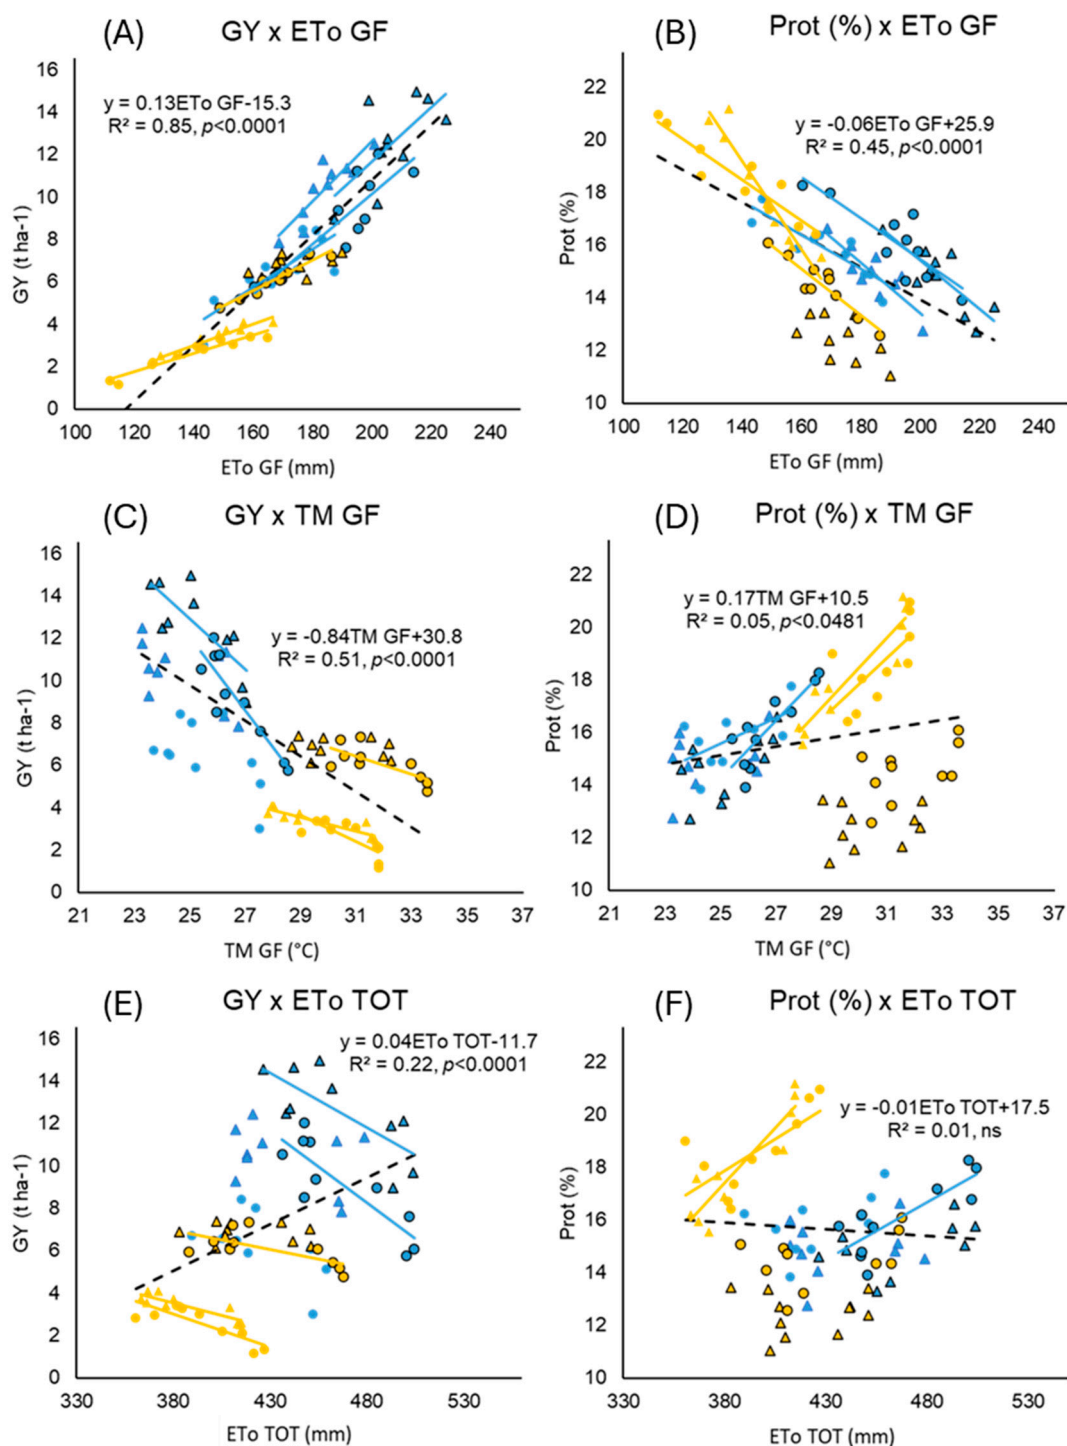 (A) GY x ETo GF
16
14
12
10
8
6
4
2
0
GY (t ha-1)
y = 0.13ETo GF-15.3
R² = 0.85, p<0.0001
100 120 140 160 180 200 220 240
ETo GF (mm)
(B) Prot (%) x ETo GF
22
20
18
16
14
12
10
Prot (%)
y = -0.06ETo GF+25.9
R² = 0.45, p<0.0001
100 120 140 160 180 200 220 240
ETo GF (mm)
(C) GY x TM GF
16
14
12
10
8
6
4
2
0
GY (t ha-1)
y = -0.84TM GF+30.8
R² = 0.51, p<0.0001
21 23 25 27 29 31 33 35 37
TM GF (°C)
(D) Prot (%) x TM GF
22
20
18
16
14
12
10
Prot (%)
y = 0.17TM GF+10.5
R² = 0.05, p<0.0481
21 23 25 27 29 31 33 35 37
TM GF (°C)
(E) GY x ETo TOT
16
14
12
10
8
6
4
2
0
GY (t ha-1)
y = 0.04ETo TOT-11.7
R² = 0.22, p<0.0001
330 380 430 480 530
ETo TOT (mm)
(F) Prot (%) x ETo TOT
22
20
18
16
14
12
10
Prot (%)
y = -0.01ETo TOT+17.5
R² = 0.01, ns
330 380 430 480 530
ETo TOT (mm)